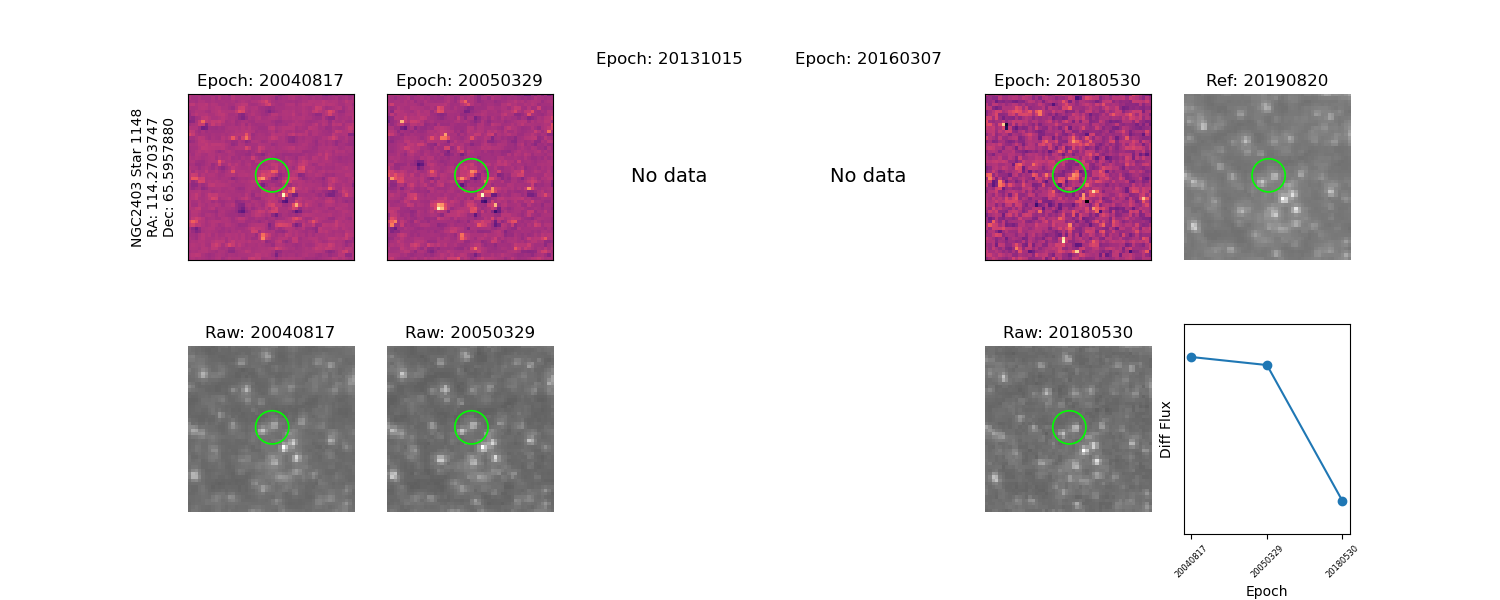 Epoch: 20040817
Epoch: 20050329
Epoch: 20131015
Epoch: 20160307
Epoch: 20180530
Ref: 20190820
NGC2403 Star 1148
RA: 114.2703747
Dec: 65.5957880
No data
No data
Raw: 20040817
Raw: 20050329
Raw: 20180530
Diff Flux
20040817
20050329
20180530
Epoch